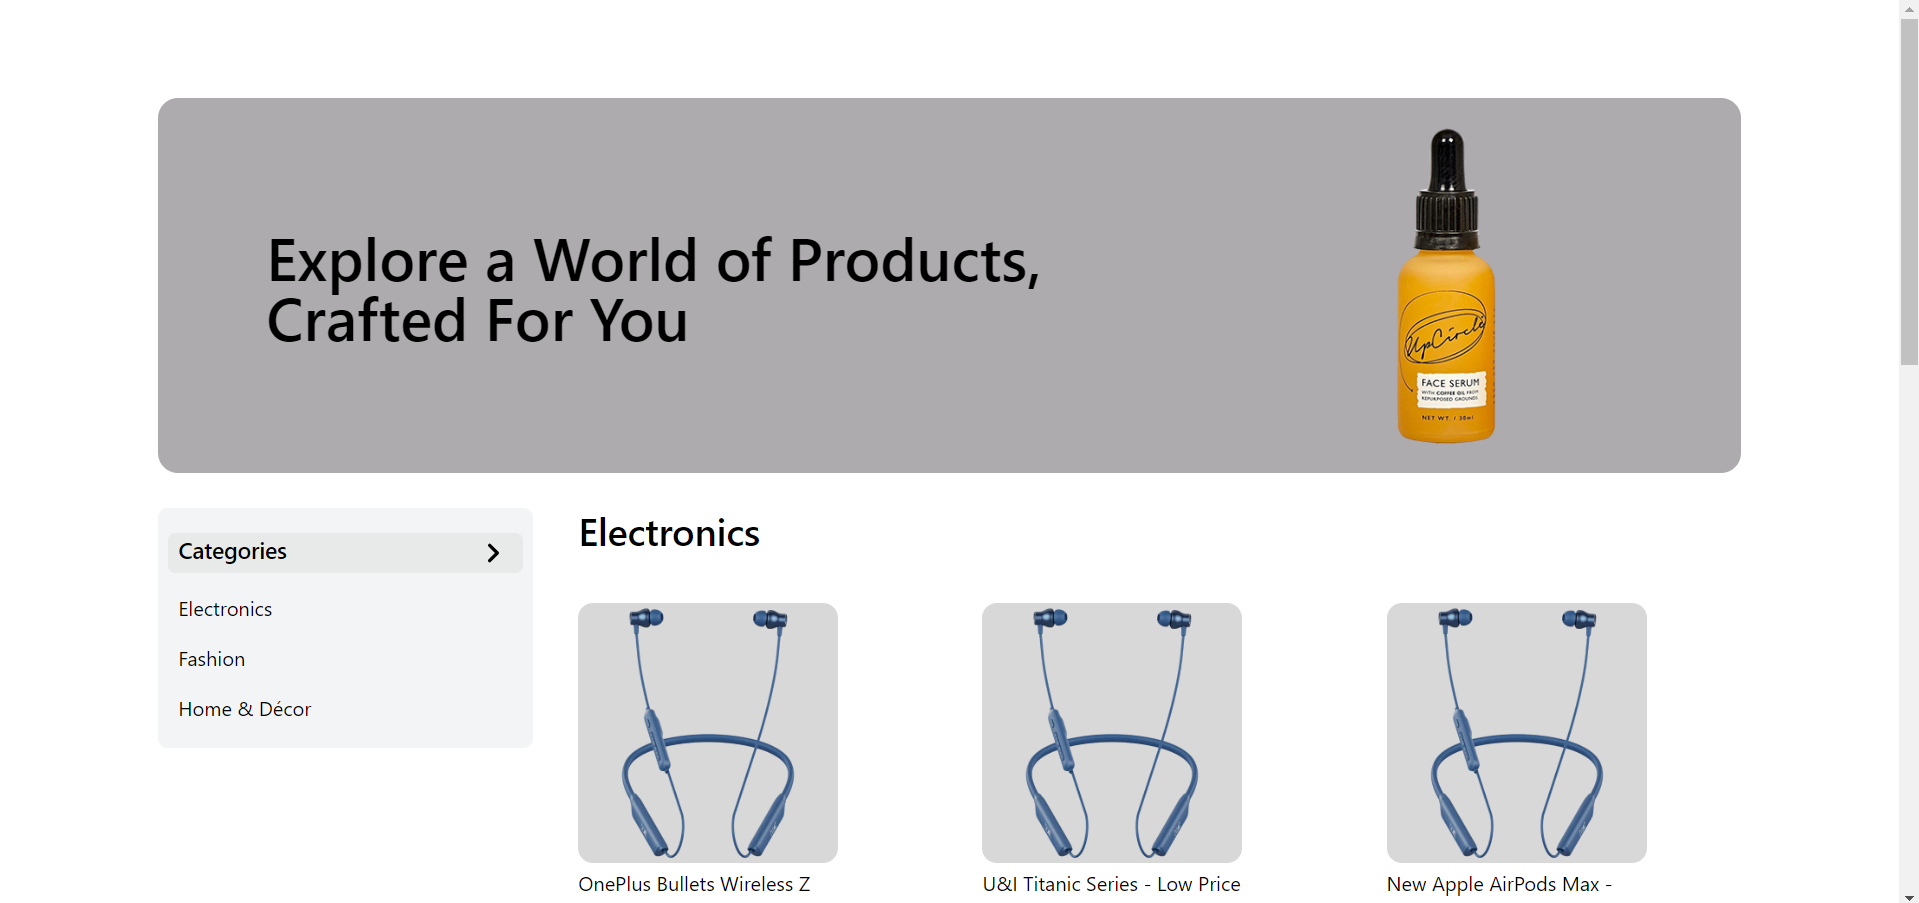 Explore a World of Products,
Crafted For You
UpCircle
FACE SERUM
WITH COFFEE OIL FROM
REPURPOSED GROUNDS
NET WT. / 30ml
Categories
Electronics
Fashion
Home & Décor
Electronics
OnePlus Bullets Wireless Z
U&I Titanic Series - Low Price
New Apple AirPods Max -